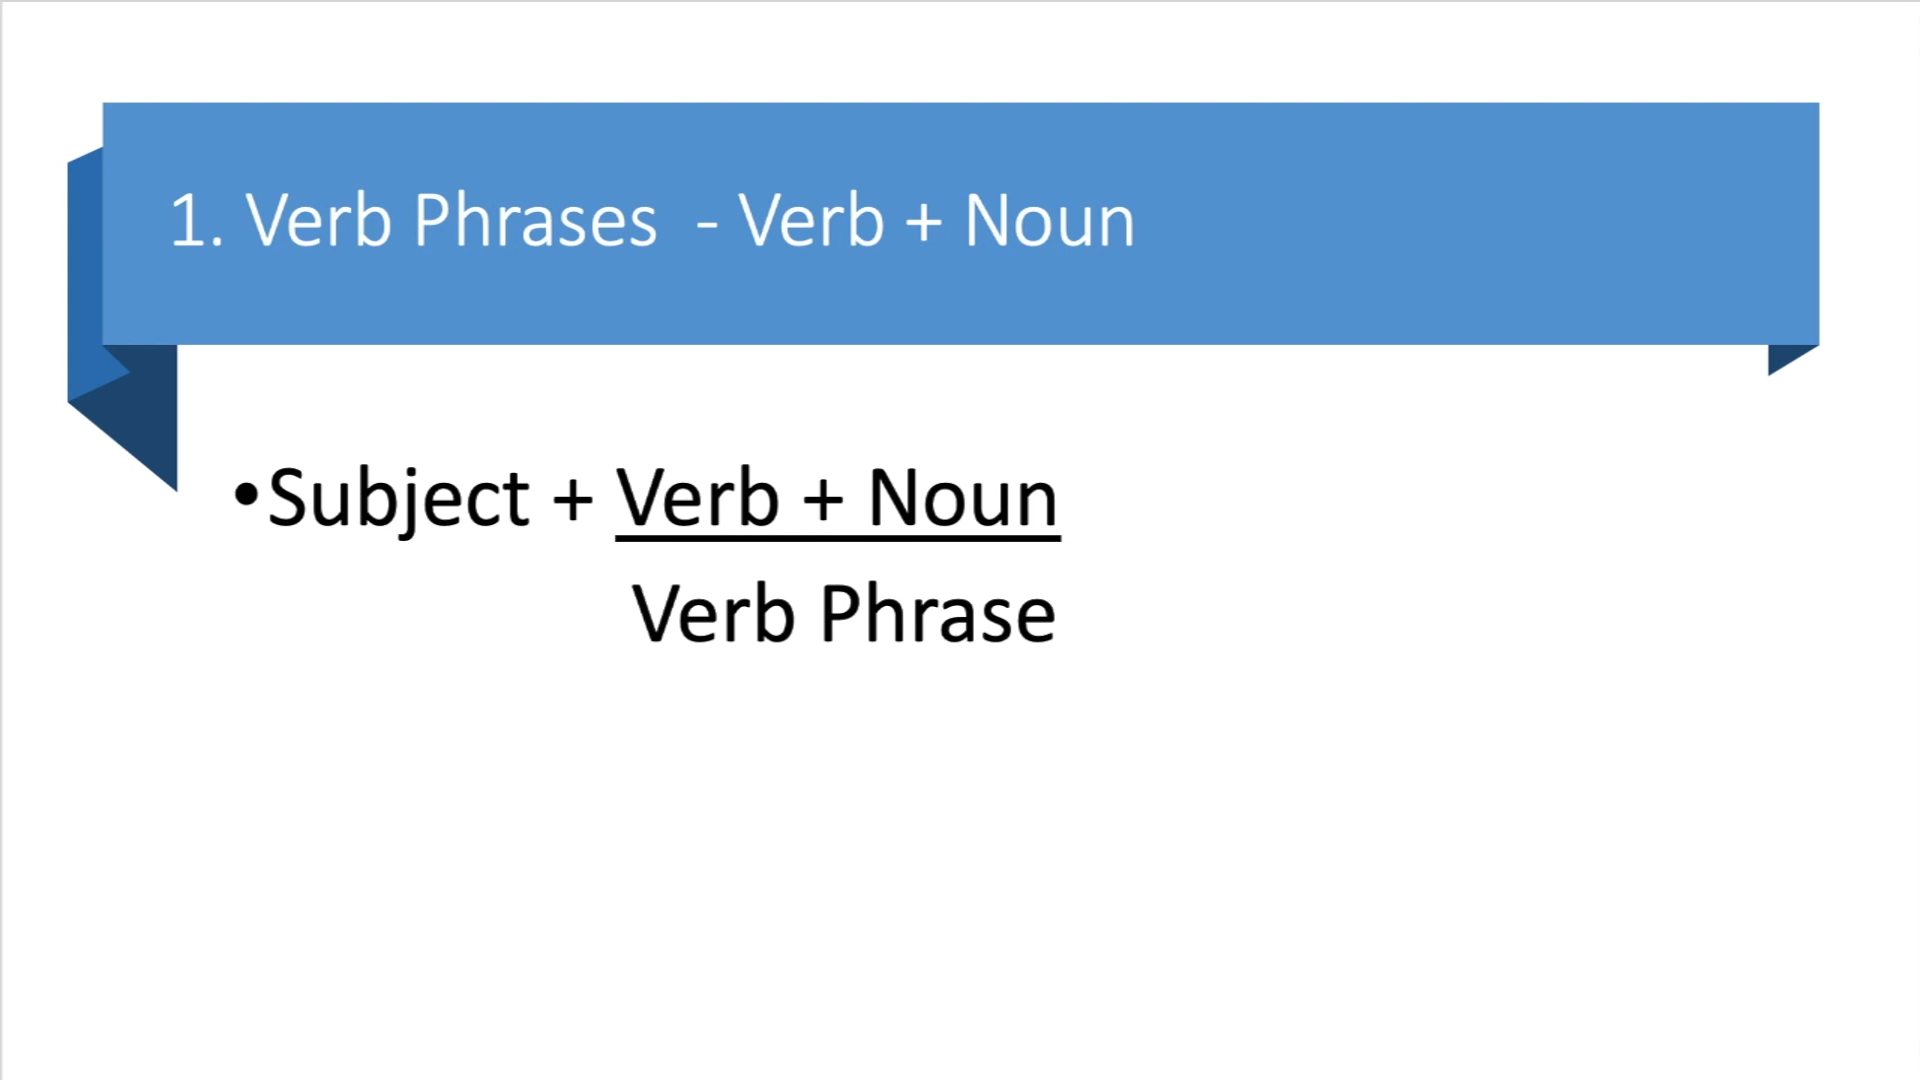 1. Verb Phrases  - Verb + Noun
•Subject + Verb + Noun
Verb Phrase